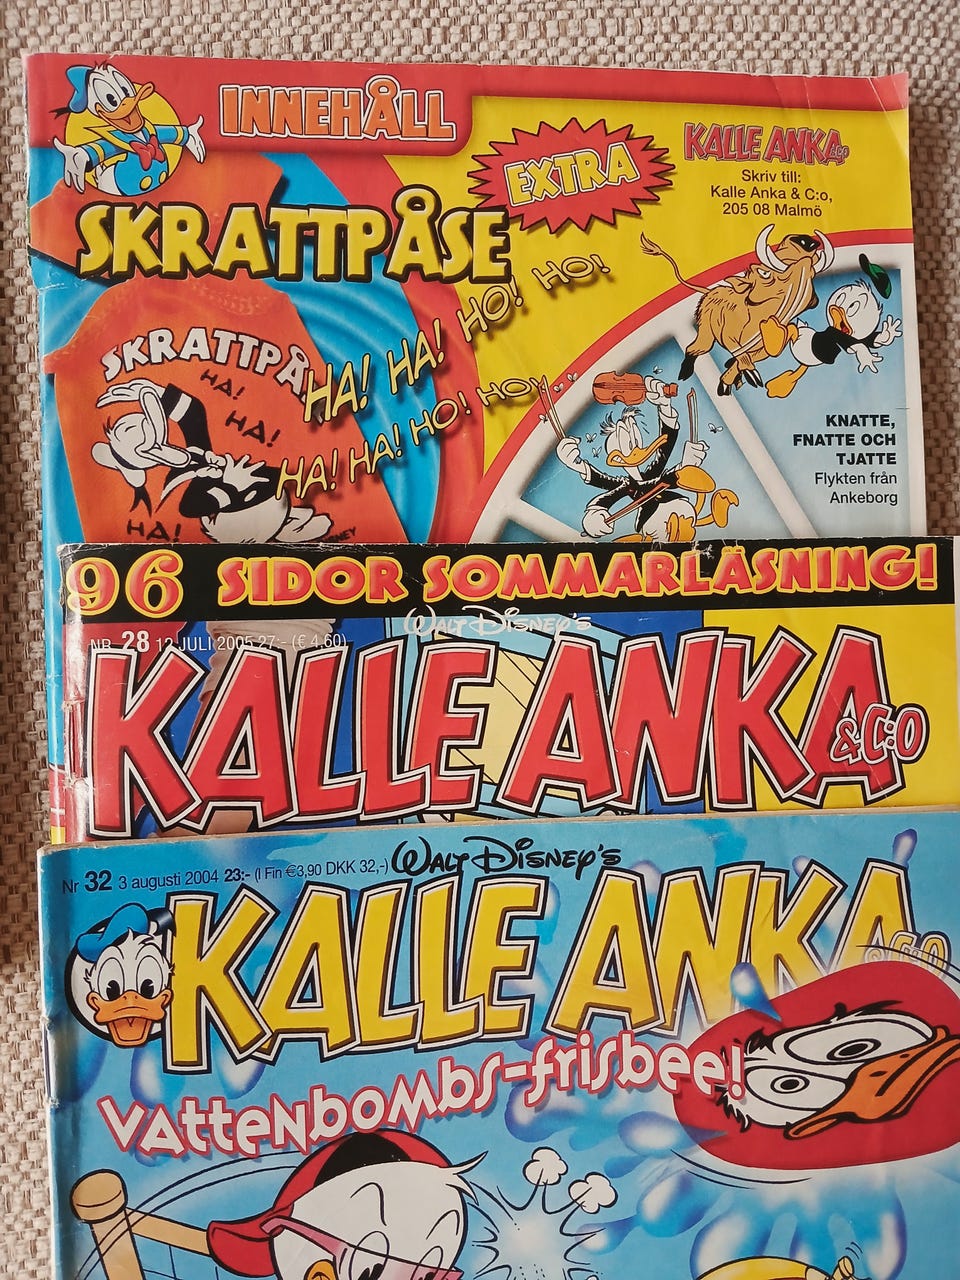 INNEHÅLL
EXTRA
KALLE ANKA &C:O
Skriv till:
Kalle Anka & C:o,
205 08 Malmö
SKRATTPÅSE
HA! HA! HO! HO!
HA! HA! HO! HO!
SKRATTPÅ
HA!
HA!
HA!
KNATTE,
FNATTE OCH
TJATTE
Flykten från
Ankeborg
96 SIDOR SOMMARLÄSNING!
WALT DISNEY'S
NR 28 12 JULI 2005 27:- (€ 4,60)
KALLE ANKA &C:O
WALT DISNEY'S
Nr 32 3 augusti 2004 23:- (I Fin €3,90 DKK 32,-)
KALLE ANKA &C:O
VATTENBOMBS-frisbee!